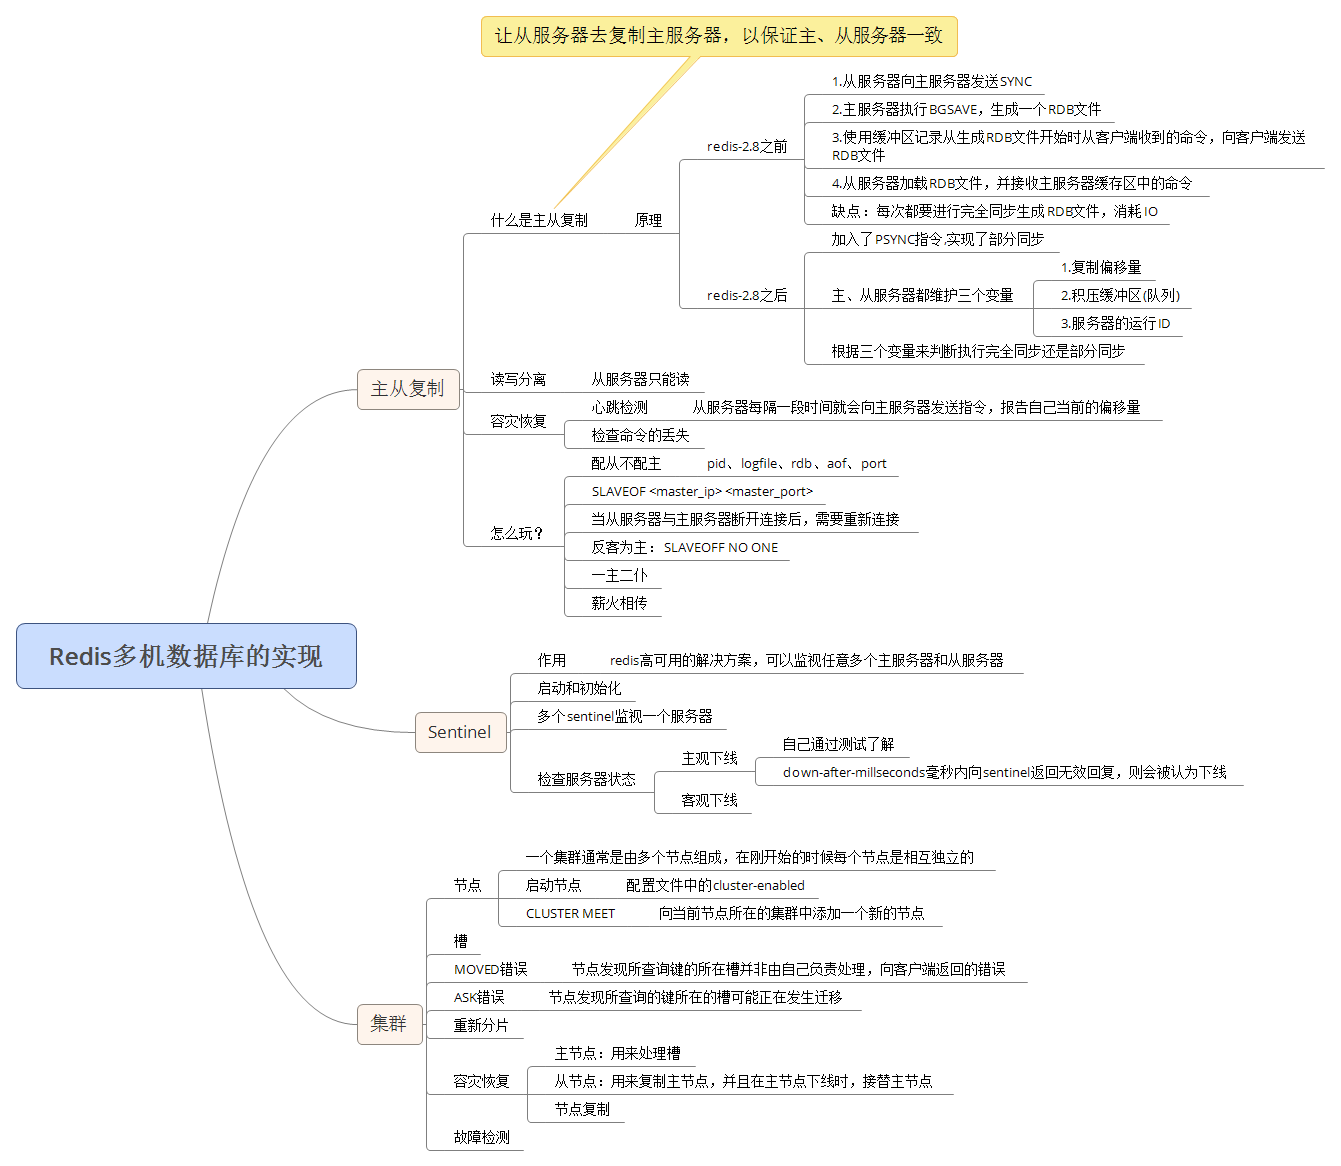 让从服务器去复制主服务器，以保证主、从服务器一致
1.从服务器向主服务器发送SYNC
2.主服务器执行BGSAVE，生成一个RDB文件
redis-2.8之前
3.使用缓冲区记录从生成RDB文件开始时从客户端收到的命令，向客户端发送
RDB文件
4.从服务器加载RDB文件，并接收主服务器缓存区中的命令
缺点：每次都要进行完全同步生成RDB文件，消耗IO
什么是主从复制
原理
加入了PSYNC指令,实现了部分同步
redis-2.8之后
主、从服务器都维护三个变量
1.复制偏移量
2.积压缓冲区(队列)
3.服务器的运行ID
根据三个变量来判断执行完全同步还是部分同步
主从复制
读写分离
从服务器只能读
容灾恢复
心跳检测
从服务器每隔一段时间就会向主服务器发送指令，报告自己当前的偏移量
检查命令的丢失
怎么玩？
配从不配主
pid、logfile、rdb、aof、port
SLAVEOF <master_ip> <master_port>
当从服务器与主服务器断开连接后，需要重新连接
反客为主：SLAVEOFF NO ONE
一主二仆
薪火相传
Redis多机数据库的实现
Sentinel
作用
redis高可用的解决方案，可以监视任意多个主服务器和从服务器
启动和初始化
多个sentinel监视一个服务器
检查服务器状态
主观下线
自己通过测试了解
down-after-millseconds毫秒内向sentinel返回无效回复，则会被认为下线
客观下线
集群
节点
一个集群通常是由多个节点组成，在刚开始的时候每个节点是相互独立的
启动节点
配置文件中的cluster-enabled
CLUSTER MEET
向当前节点所在的集群中添加一个新的节点
槽
MOVED错误
节点发现所查询键的所在槽并非由自己负责处理，向客户端返回的错误
ASK错误
节点发现所查询的键所在的槽可能正在发生迁移
重新分片
容灾恢复
主节点：用来处理槽
从节点：用来复制主节点，并且在主节点下线时，接替主节点
节点复制
故障检测